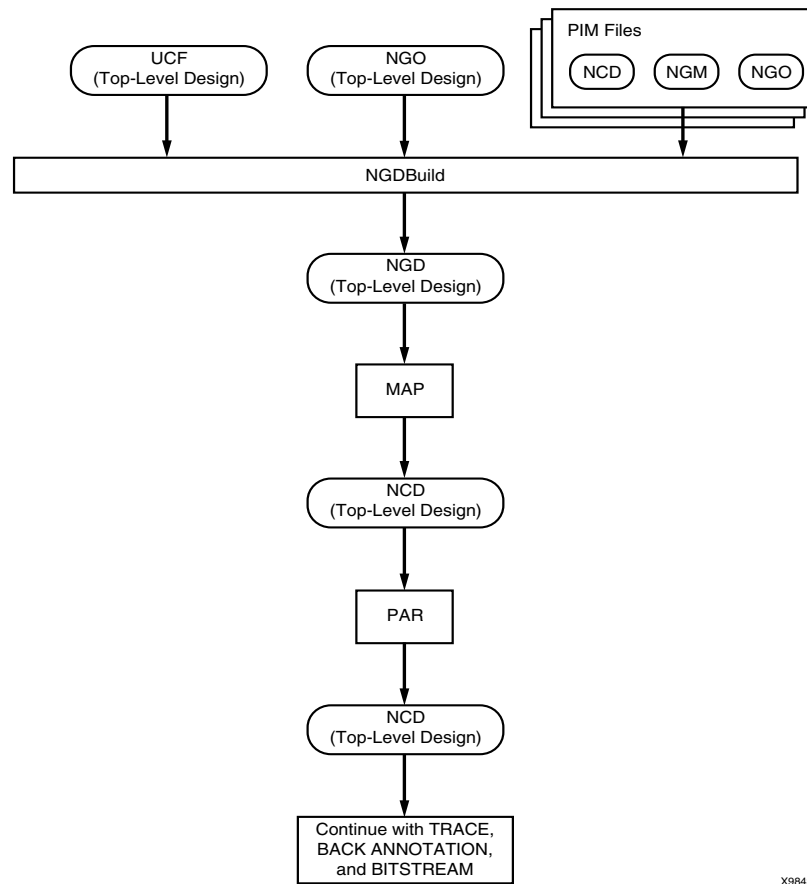 UCF
(Top-Level Design)
NGO
(Top-Level Design)
PIM Files
NCD
NGM
NGO
NGDBuild
NGD
(Top-Level Design)
MAP
NCD
(Top-Level Design)
PAR
NCD
(Top-Level Design)
Continue with TRACE,
BACK ANNOTATION,
and BITSTREAM
X984